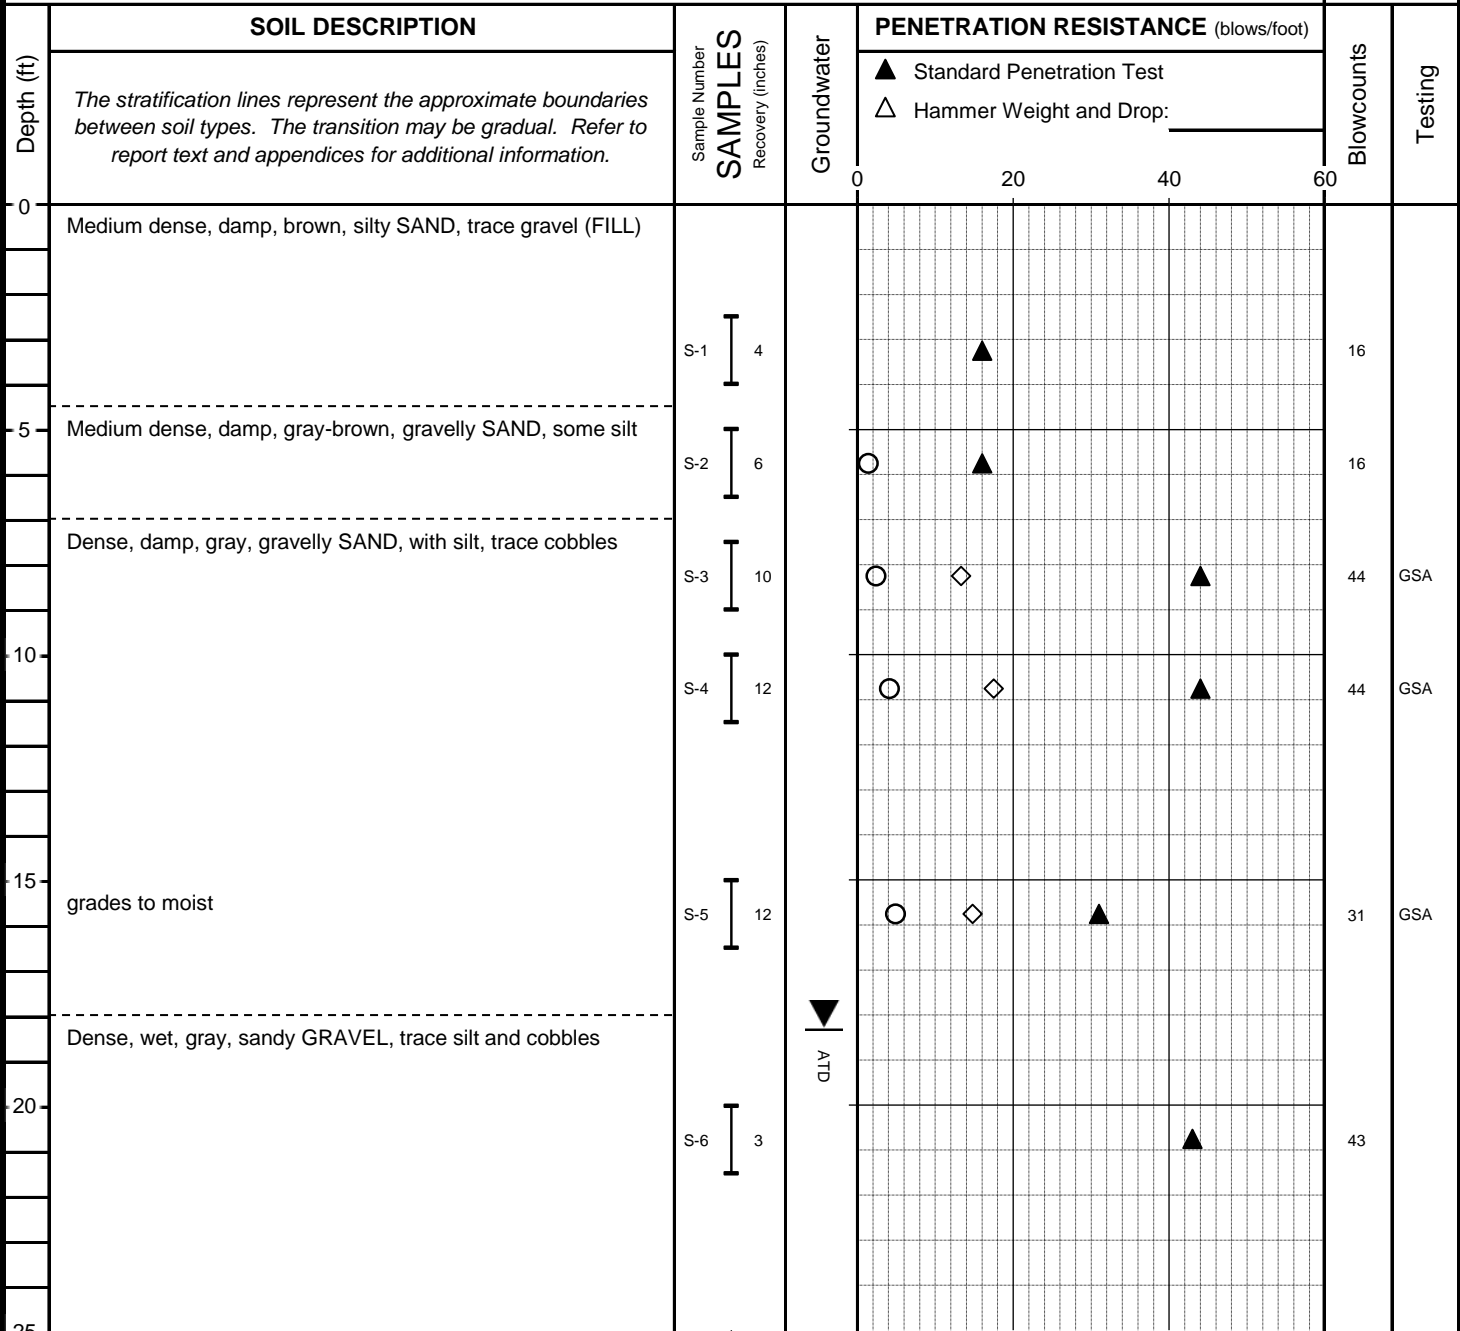 SOIL DESCRIPTION
The stratification lines represent the approximate boundaries
between soil types. The transition may be gradual. Refer to
report text and appendices for additional information.
Depth (ft)
Sample Number
SAMPLES
Recovery (inches)
Groundwater
PENETRATION RESISTANCE (blows/foot)
Standard Penetration Test
Hammer Weight and Drop:
0 20 40 60
Blowcounts
Testing
0
Medium dense, damp, brown, silty SAND, trace gravel (FILL)
S-1 4 16
5
Medium dense, damp, gray-brown, gravelly SAND, some silt
S-2 6 16
Dense, damp, gray, gravelly SAND, with silt, trace cobbles
S-3 10 44 GSA
10
S-4 12 44 GSA
15
grades to moist
S-5 12 31 GSA
Dense, wet, gray, sandy GRAVEL, trace silt and cobbles
ATD
20
S-6 3 43
25